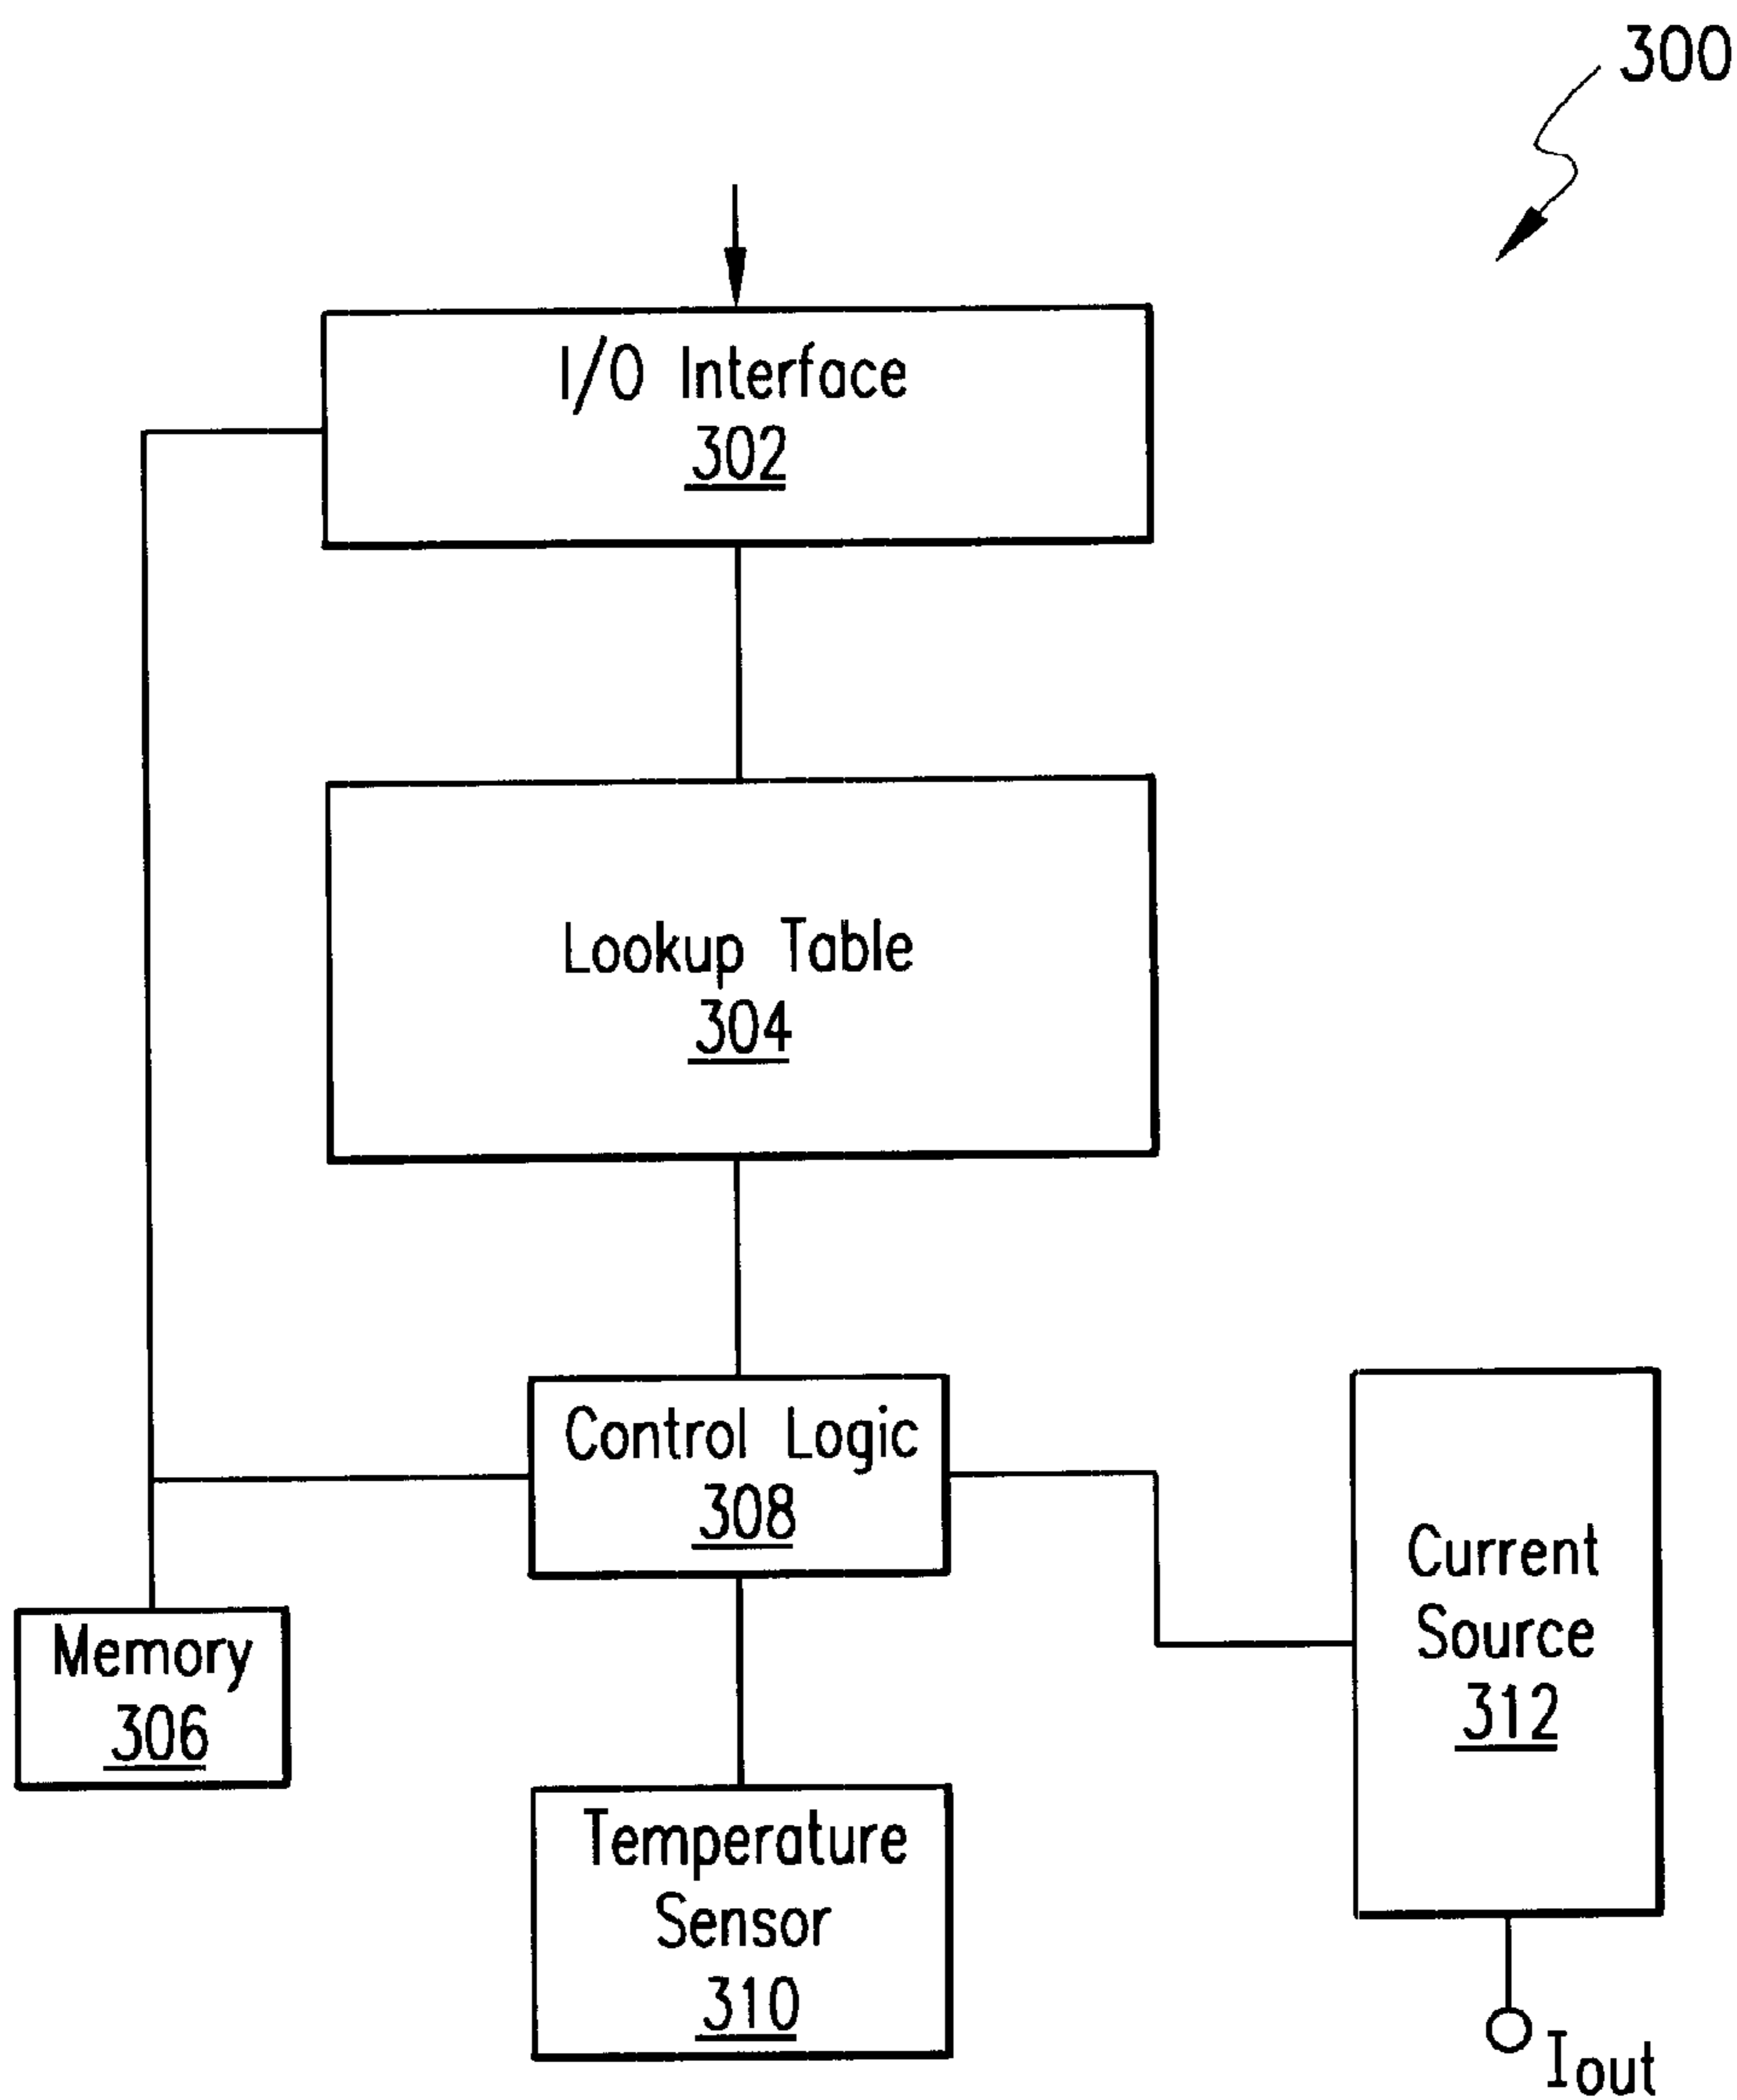 300
I/O Interface
302
Lookup Table
304
Control Logic
308
Current
Source
312
Memory
306
Temperature
Sensor
310
Iout